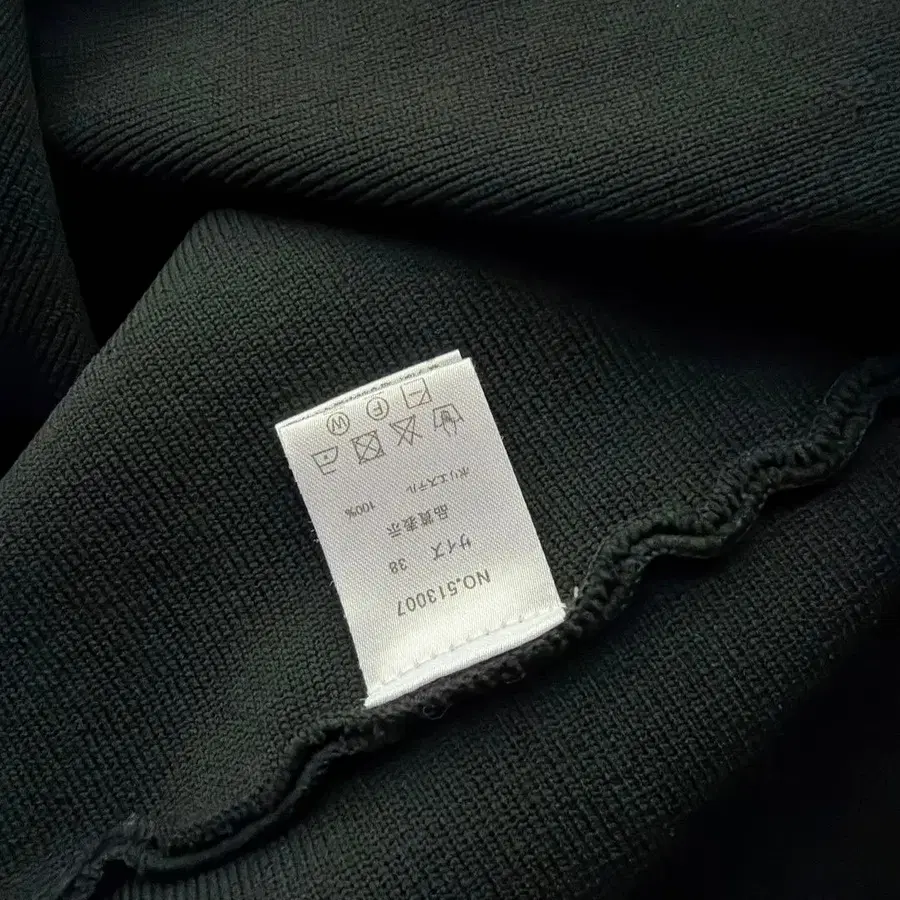 NO.513007
サイズ 38
品質表示
ポリエステル 100%
W F